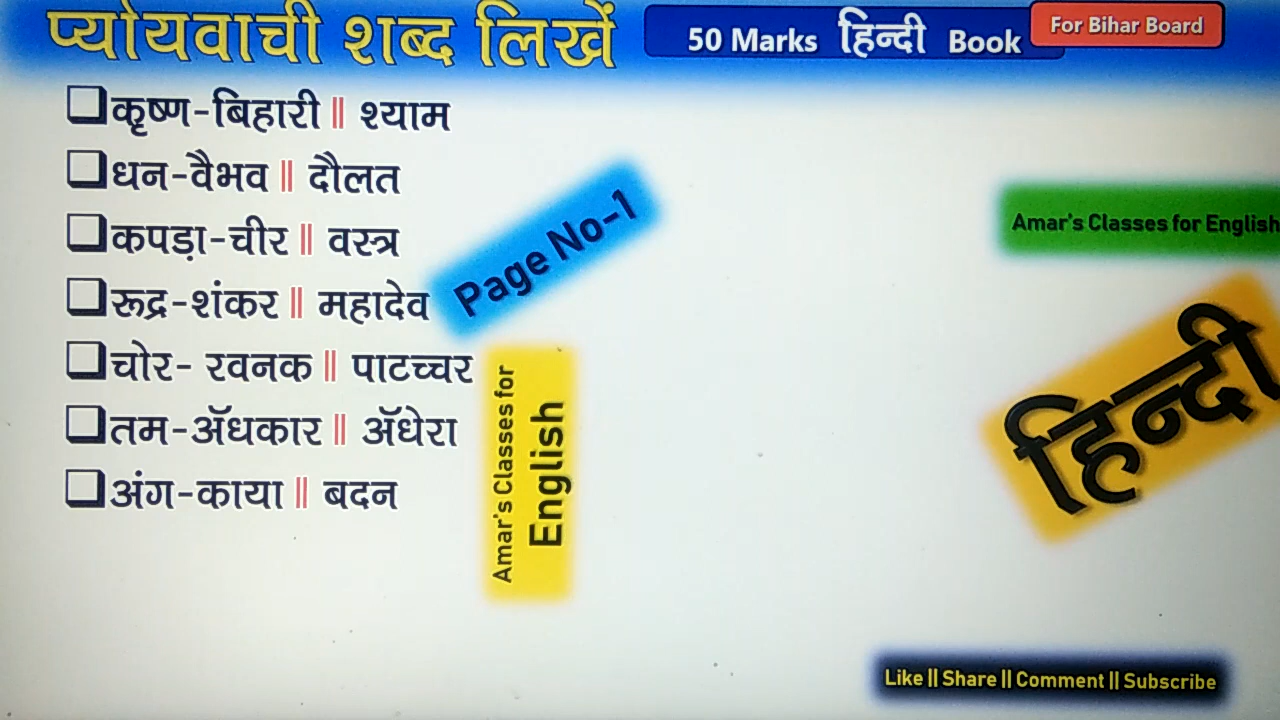 प्यायवाची शब्द लिखें
50 Marks हिन्दी Book
For Bihar Board
❑कृष्ण-बिहारी || श्याम
❑धन-वैभव || दौलत
❑कपड़ा-चीर || वस्त्र
❑रूद्र-शंकर || महादेव
❑चोर- रवनक || पाटच्चर
❑तम-अॅधकार || अॅधेरा
❑अंग-काया || बदन
Page No-1
Amar's Classes for
English
Amar's Classes for English
हिन्दी
Like || Share || Comment || Subscribe